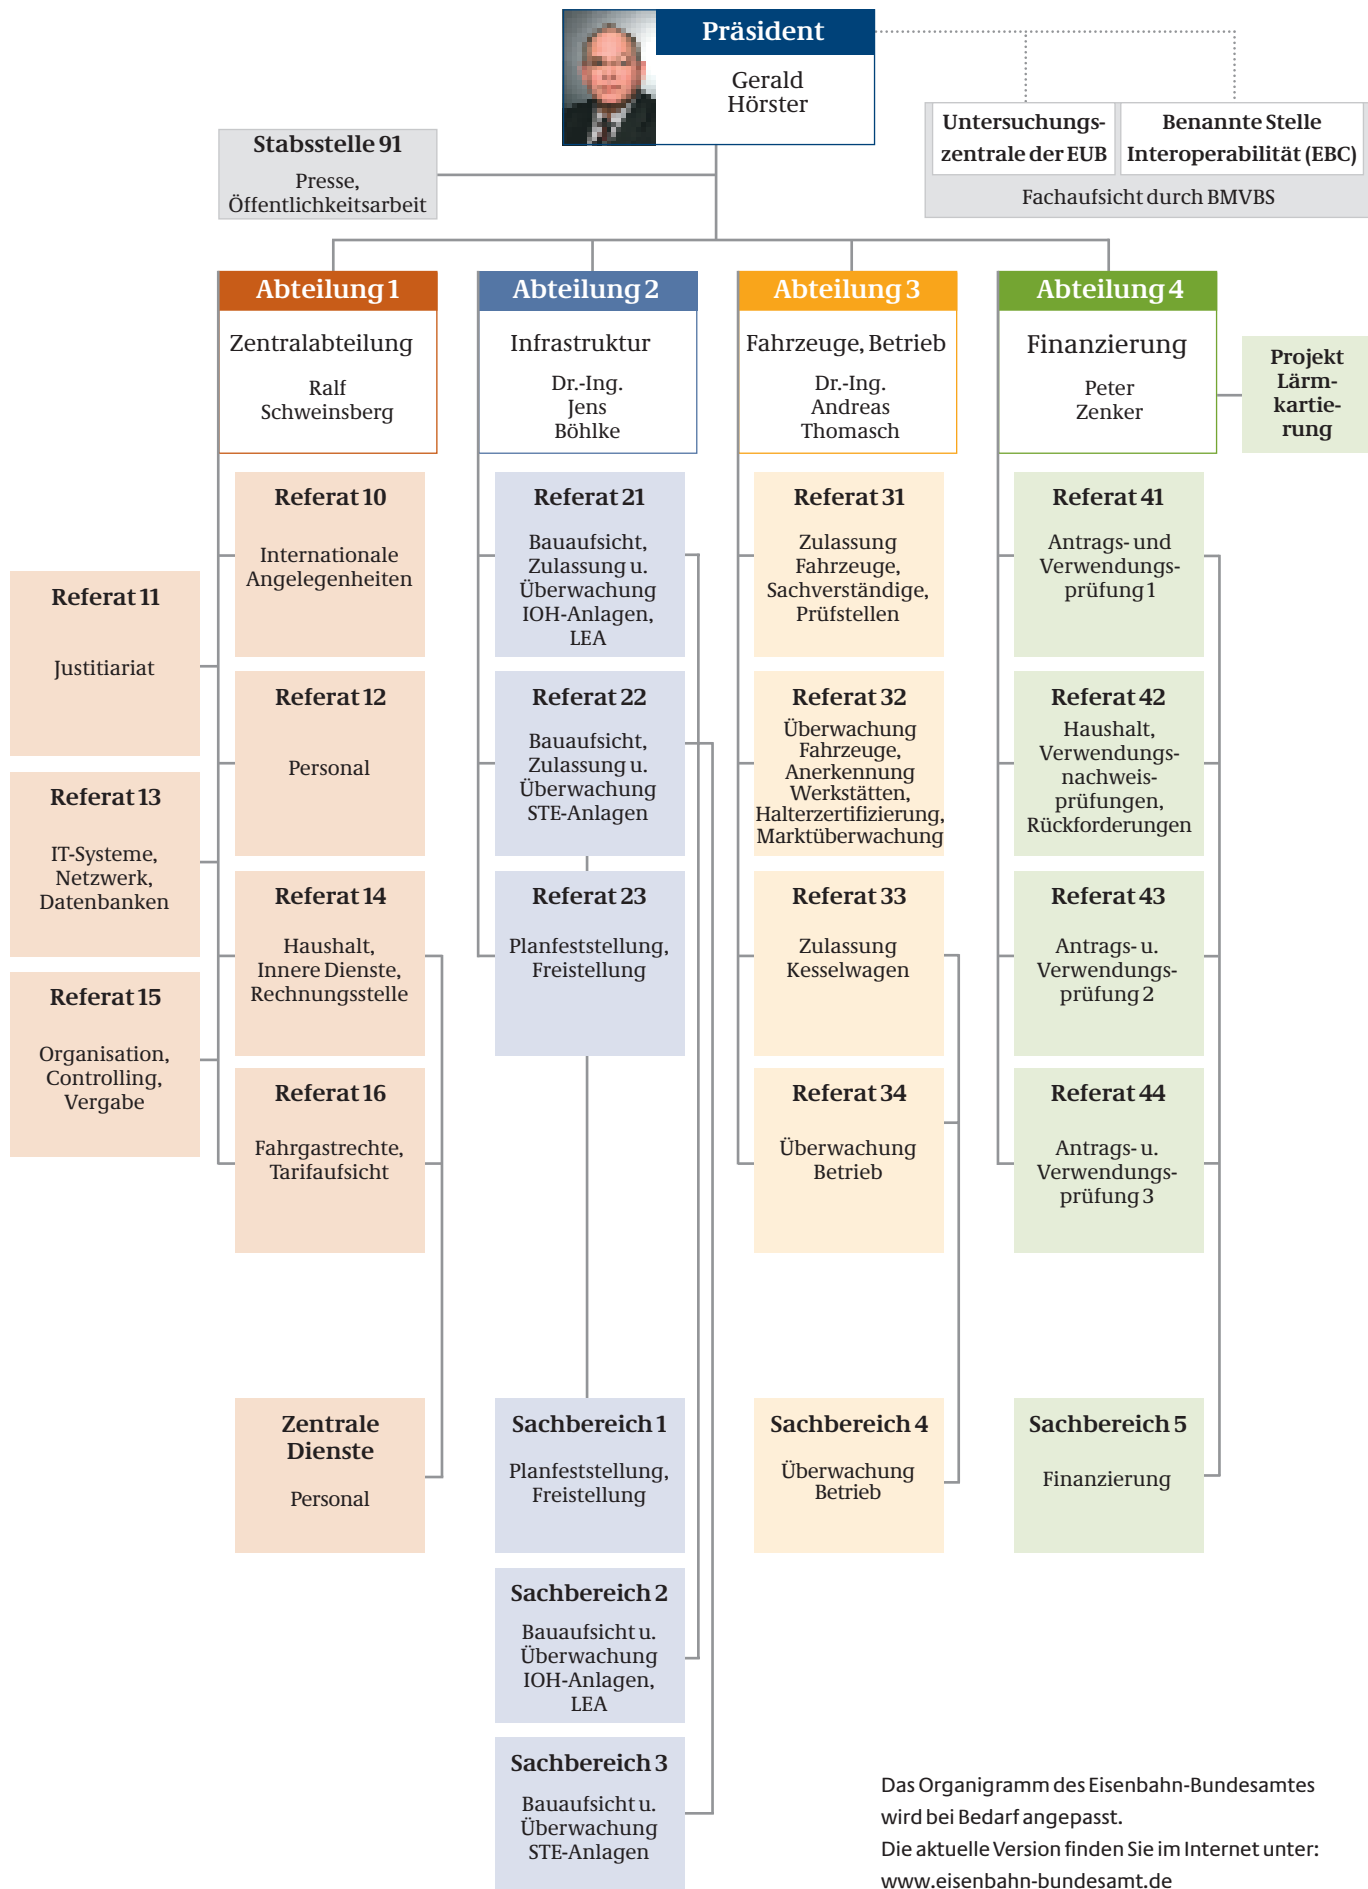 Präsident
Gerald
Hörster
Untersuchungs-
zentrale der EUB
Benannte Stelle
Interoperabilität (EBC)
Fachaufsicht durch BMVBS
Stabsstelle 91
Presse,
Öffentlichkeitsarbeit
Abteilung 1
Zentralabteilung
Ralf
Schweinsberg
Abteilung 2
Infrastruktur
Dr.-Ing.
Jens
Böhlke
Abteilung 3
Fahrzeuge, Betrieb
Dr.-Ing.
Andreas
Thomasch
Abteilung 4
Finanzierung
Peter
Zenker
Projekt
Lärm-
kartie-
rung
Referat 10
Internationale
Angelegenheiten
Referat 11
Justitiariat
Referat 12
Personal
Referat 13
IT-Systeme,
Netzwerk,
Datenbanken
Referat 14
Haushalt,
Innere Dienste,
Rechnungsstelle
Referat 15
Organisation,
Controlling,
Vergabe
Referat 16
Fahrgastrechte,
Tarifaufsicht
Zentrale
Dienste
Personal
Referat 21
Bauaufsicht,
Zulassung u.
Überwachung
IOH-Anlagen,
LEA
Referat 22
Bauaufsicht,
Zulassung u.
Überwachung
STE-Anlagen
Referat 23
Planfeststellung,
Freistellung
Sachbereich 1
Planfeststellung,
Freistellung
Sachbereich 2
Bauaufsicht u.
Überwachung
IOH-Anlagen,
LEA
Sachbereich 3
Bauaufsicht u.
Überwachung
STE-Anlagen
Referat 31
Zulassung
Fahrzeuge,
Sachverständige,
Prüfstellen
Referat 32
Überwachung
Fahrzeuge,
Anerkennung
Werkstätten,
Halterzertifizierung,
Marktüberwachung
Referat 33
Zulassung
Kesselwagen
Referat 34
Überwachung
Betrieb
Sachbereich 4
Überwachung
Betrieb
Referat 41
Antrags- und
Verwendungs-
prüfung 1
Referat 42
Haushalt,
Verwendungs-
nachweis-
prüfungen,
Rückforderungen
Referat 43
Antrags- u.
Verwendungs-
prüfung 2
Referat 44
Antrags- u.
Verwendungs-
prüfung 3
Sachbereich 5
Finanzierung
Das Organigramm des Eisenbahn-Bundesamtes
wird bei Bedarf angepasst.
Die aktuelle Version finden Sie im Internet unter:
www.eisenbahn-bundesamt.de